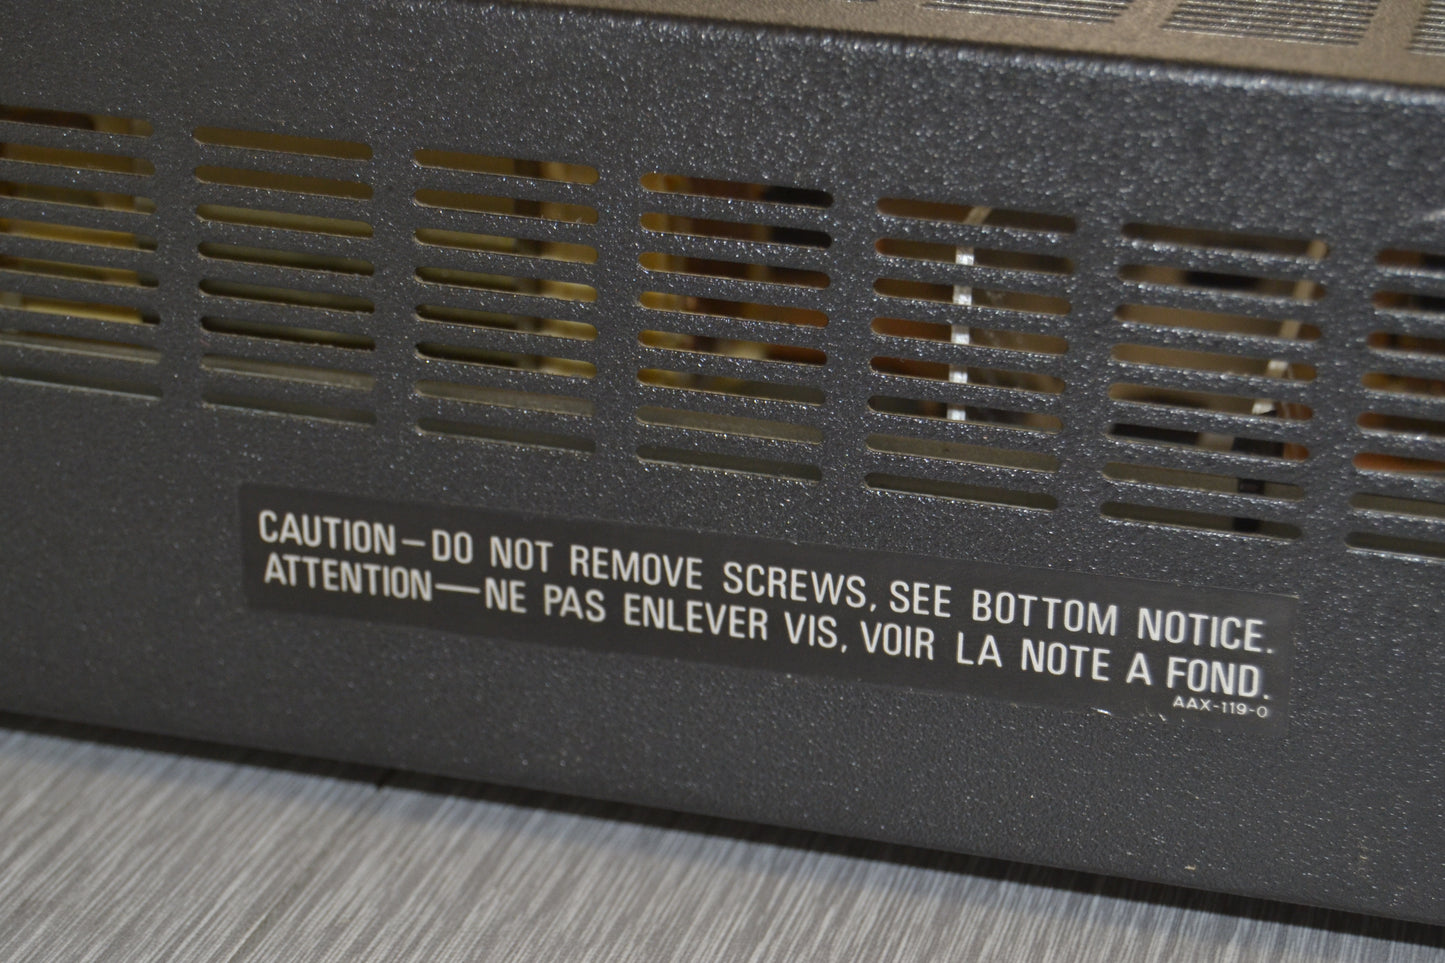 CAUTION—DO NOT REMOVE SCREWS, SEE BOTTOM NOTICE.
ATTENTION—NE PAS ENLEVER VIS, VOIR LA NOTE A FOND.
AAX-119-0